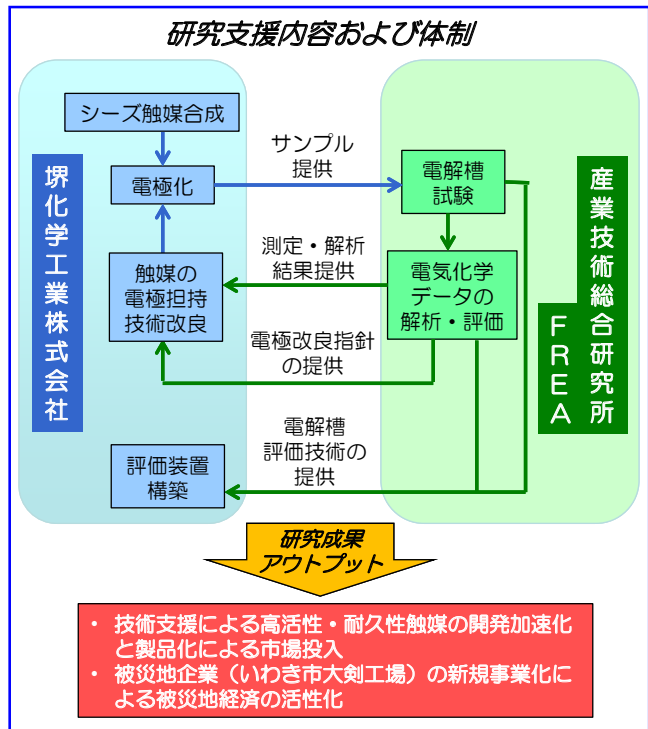 研究支援内容および体制
シーズ触媒合成
電極化
触媒の
電極担持
技術改良
評価装置
構築
堺化学工業株式会社
サンプル
提供
測定・解析
結果提供
電極改良指針
の提供
電解槽
評価技術の
提供
電解槽
試験
電気化学
データの
解析・評価
産業技術総合研究所
FREA
研究成果
アウトプット
・ 技術支援による高活性・耐久性触媒の開発加速化
と製品化による市場投入
・ 被災地企業（いわき市大剣工場）の新規事業化に
よる被災地経済の活性化